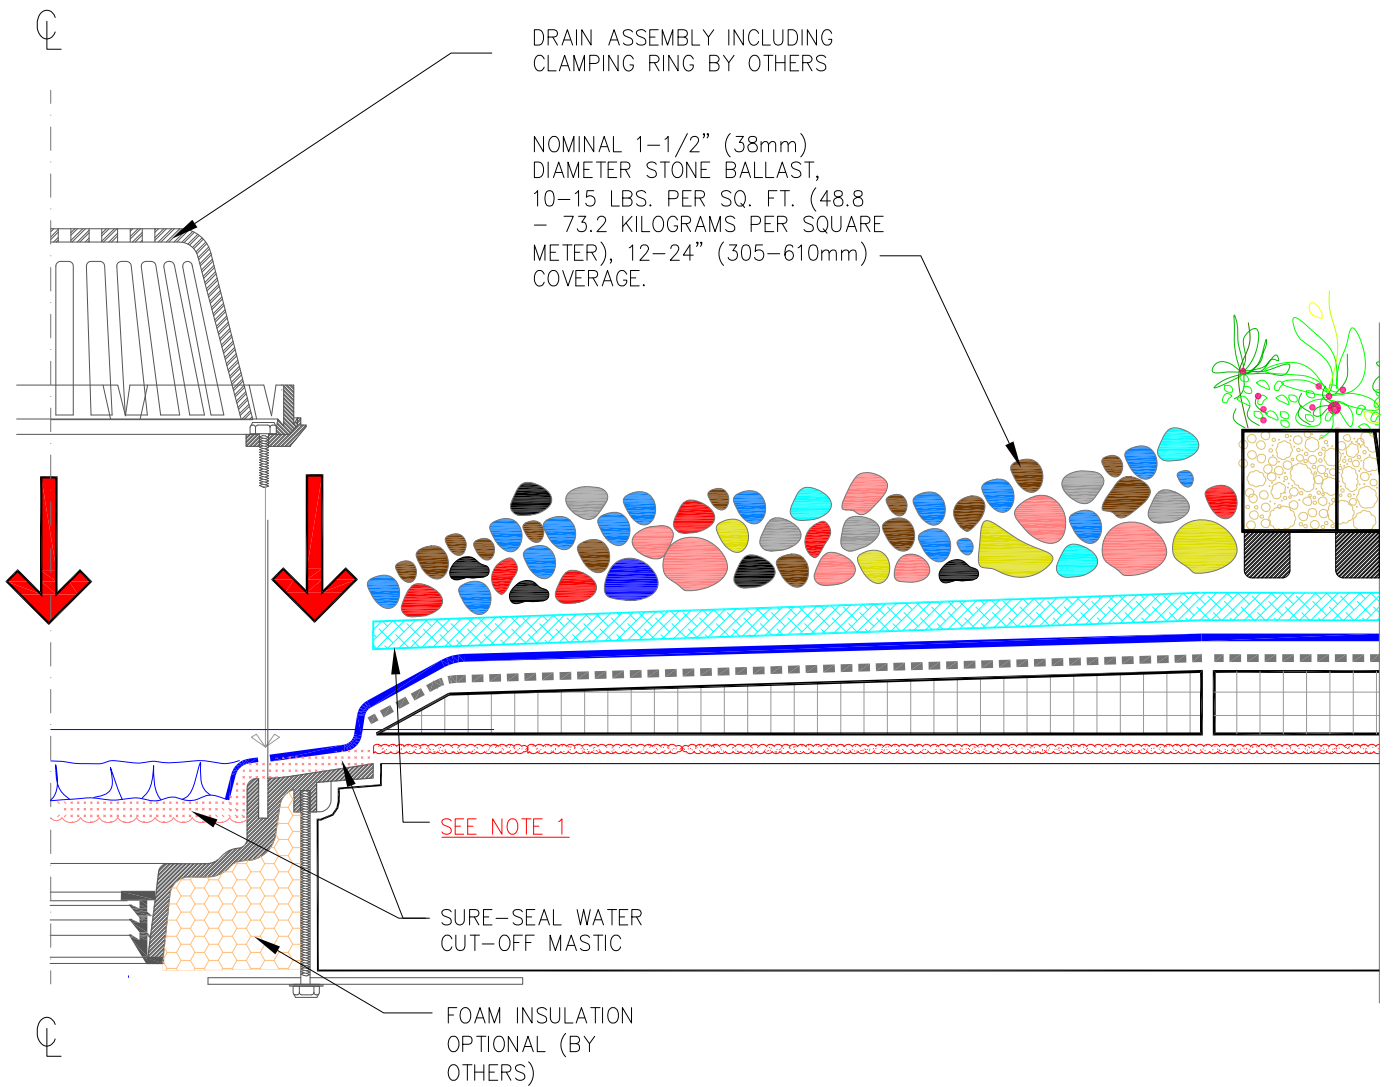 ℄
DRAIN ASSEMBLY INCLUDING
CLAMPING RING BY OTHERS
NOMINAL 1-1/2" (38mm)
DIAMETER STONE BALLAST,
10-15 LBS. PER SQ. FT. (48.8
- 73.2 KILOGRAMS PER SQUARE
METER), 12-24" (305-610mm)
COVERAGE.
SEE NOTE 1
SURE-SEAL WATER
CUT-OFF MASTIC
FOAM INSULATION
OPTIONAL (BY
OTHERS)
℄